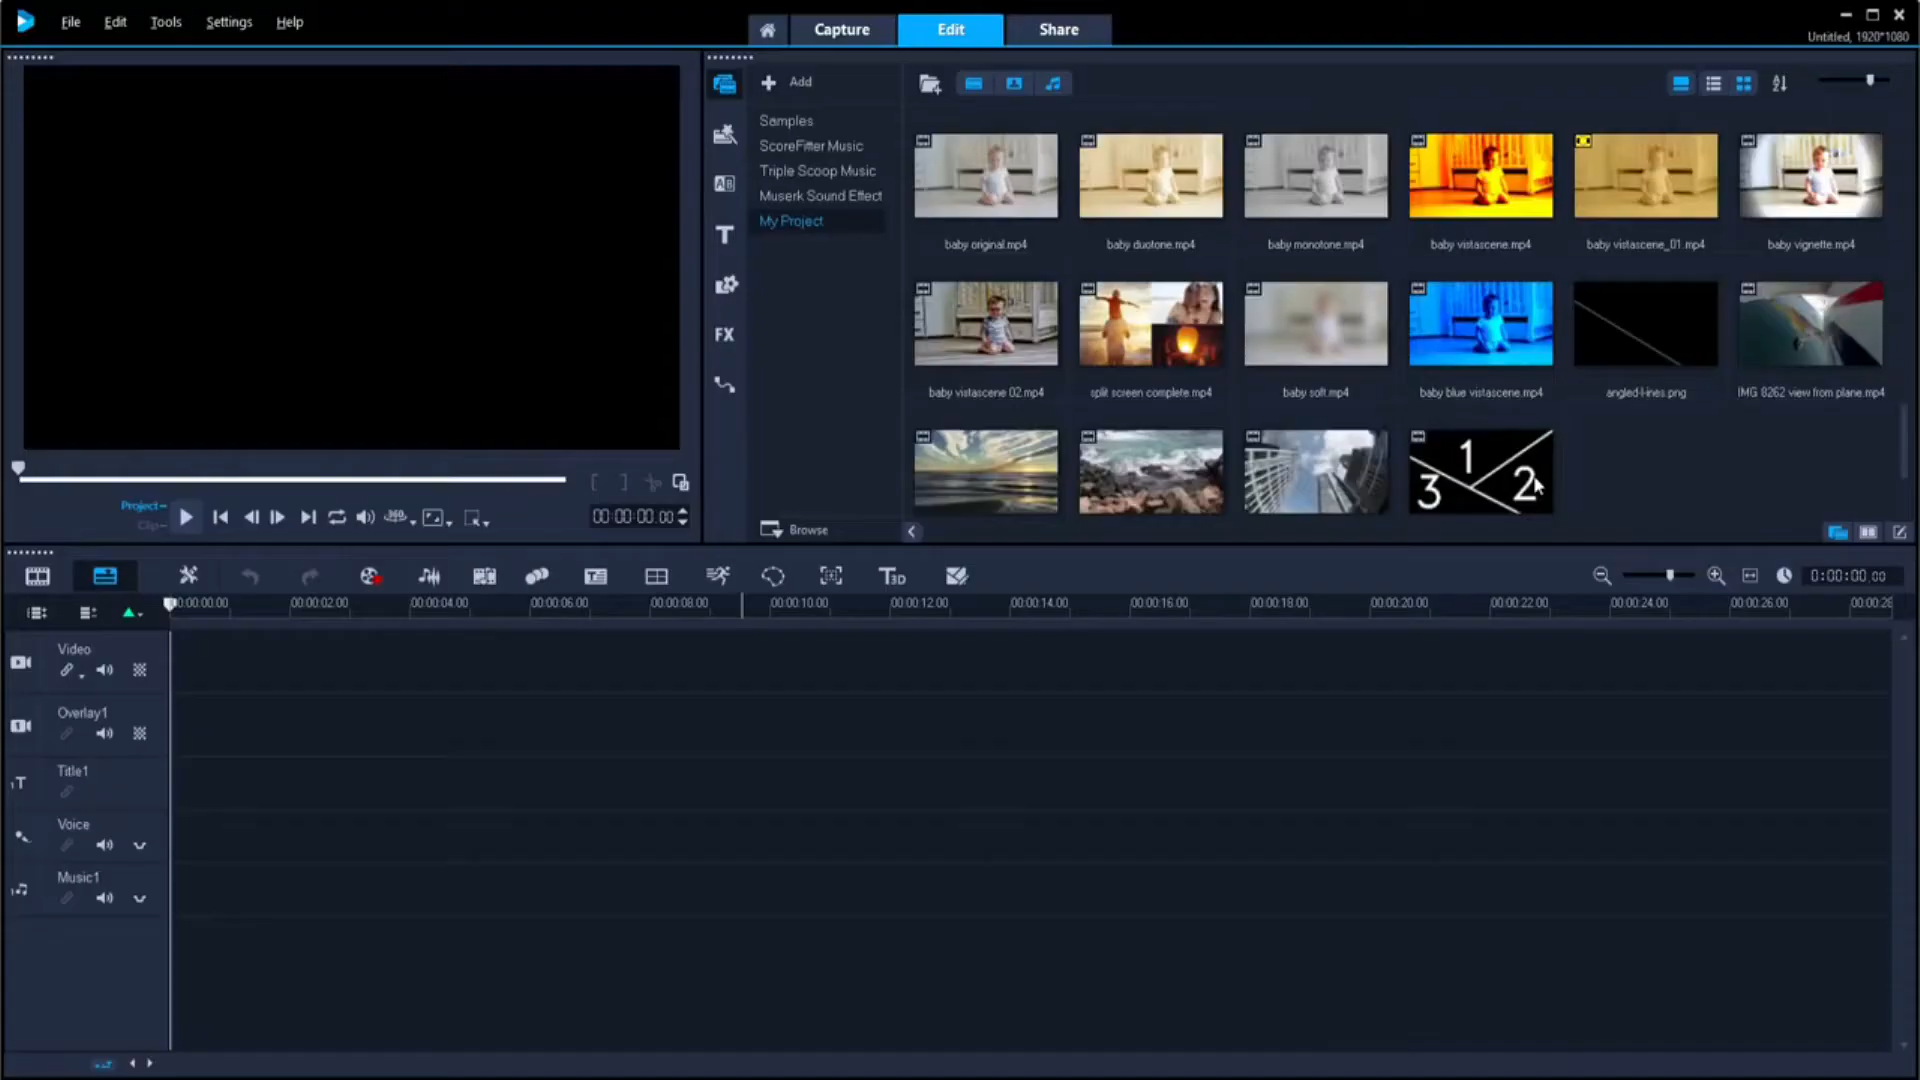 File Edit Tools Settings Help
Capture Edit Share
Untitled, 1920*1080
Add
Samples
ScoreFitter Music
Triple Scoop Music
Muserk Sound Effect
My Project
Browse
baby original.mp4 baby duotone.mp4 baby monotone.mp4 baby vistascene.mp4 baby vistascene_01.mp4 baby vignette.mp4
baby vistascene 02.mp4 split screen complete.mp4 baby soft.mp4 baby blue vistascene.mp4 angled-lines.png IMG 8262 view from plane.mp4
1
3 2
FX
Project
Clip
360
00:00:00.00
T3D
0:00:00.00
00:00:00.00 00:00:02.00 00:00:04.00 00:00:06.00 00:00:08.00 00:00:10.00 00:00:12.00 00:00:14.00 00:00:16.00 00:00:18.00 00:00:20.00 00:00:22.00 00:00:24.00 00:00:26.00 00:00:28
Video
Overlay1
Title1
Voice
Music1